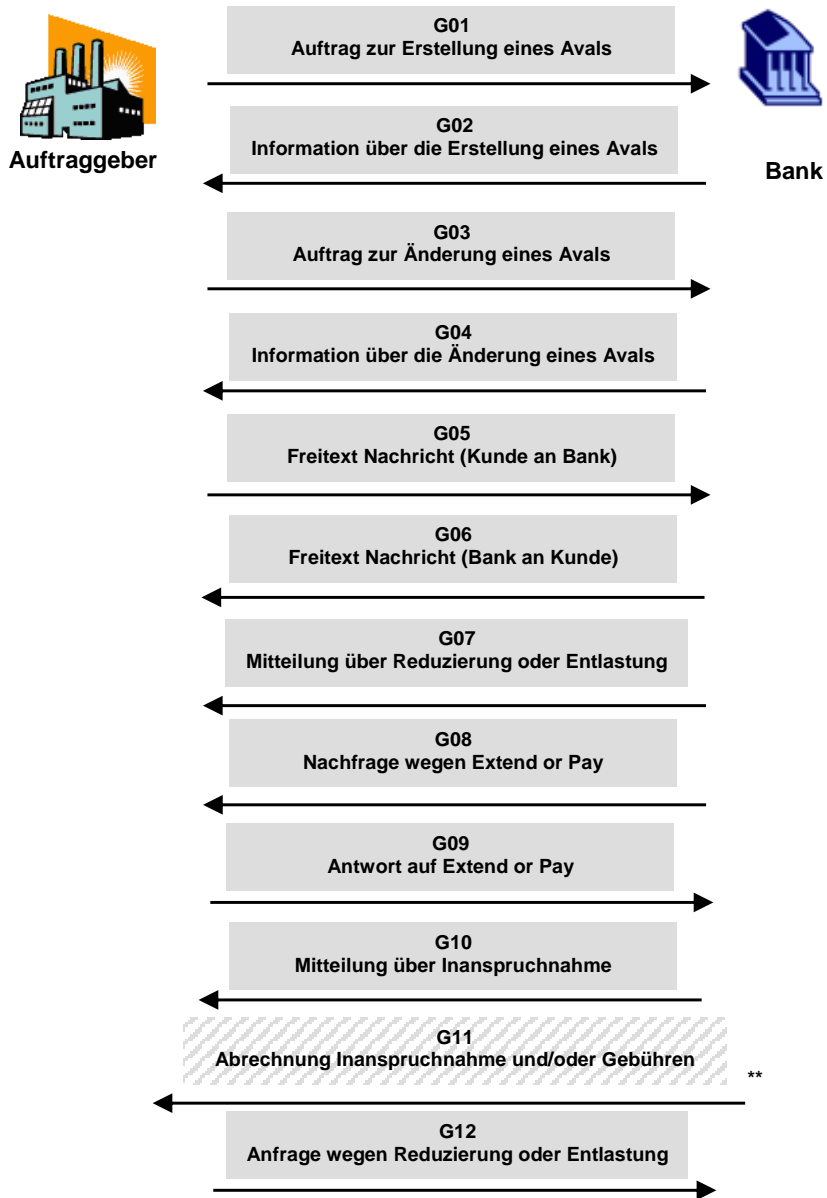 G01
Auftrag zur Erstellung eines Avals
G02
Information über die Erstellung eines Avals
Auftraggeber
Bank
G03
Auftrag zur Änderung eines Avals
G04
Information über die Änderung eines Avals
G05
Freitext Nachricht (Kunde an Bank)
G06
Freitext Nachricht (Bank an Kunde)
G07
Mitteilung über Reduzierung oder Entlastung
G08
Nachfrage wegen Extend or Pay
G09
Antwort auf Extend or Pay
G10
Mitteilung über Inanspruchnahme
G11
Abrechnung Inanspruchnahme und/oder Gebühren
**
G12
Anfrage wegen Reduzierung oder Entlastung